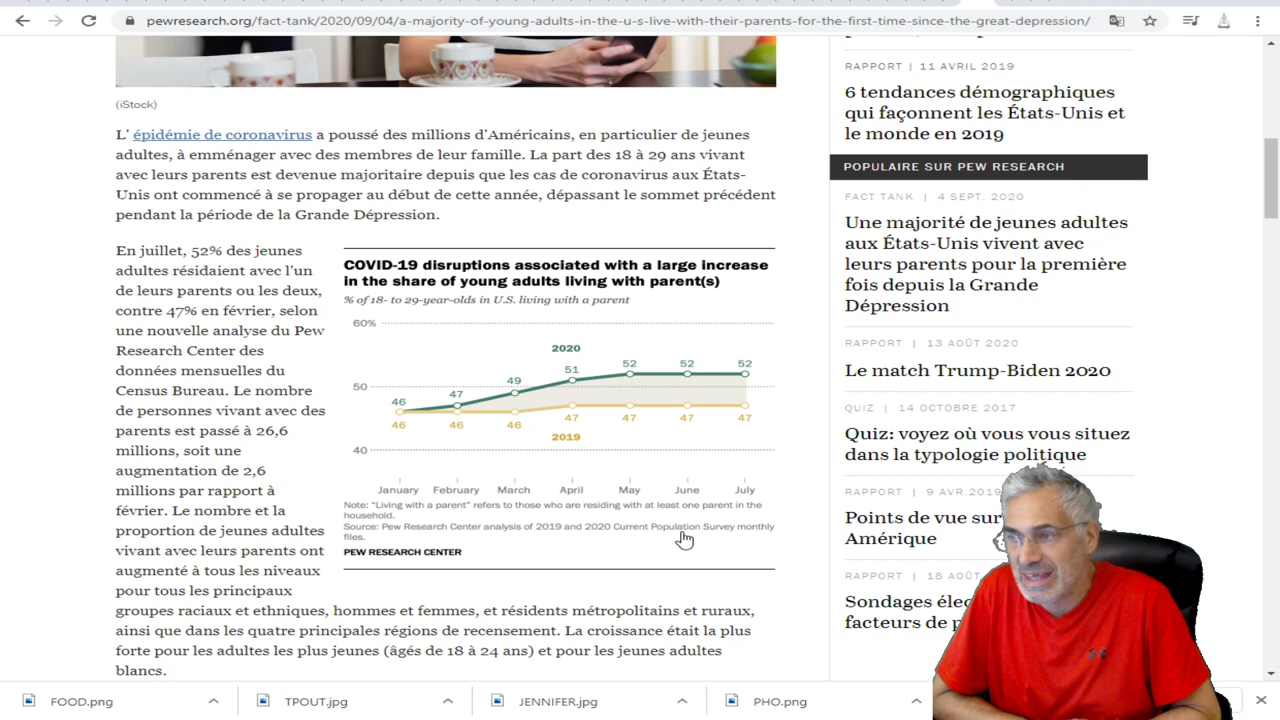 pewresearch.org/fact-tank/2020/09/04/a-majority-of-young-adults-in-the-u-s-live-with-their-parents-for-the-first-time-since-the-great-depression/
(iStock)
L' épidémie de coronavirus a poussé des millions d'Américains, en particulier de jeunes
adultes, à emménager avec des membres de leur famille. La part des 18 à 29 ans vivant
avec leurs parents est devenue majoritaire depuis que les cas de coronavirus aux États-
Unis ont commencé à se propager au début de cette année, dépassant le sommet précédent
pendant la période de la Grande Dépression.
En juillet, 52% des jeunes
adultes résidaient avec l'un
de leurs parents ou les deux,
contre 47% en février, selon
une nouvelle analyse du Pew
Research Center des
données mensuelles du
Census Bureau. Le nombre
de personnes vivant avec des
parents est passé à 26,6
millions, soit une
augmentation de 2,6
millions par rapport à
février. Le nombre et la
proportion de jeunes adultes
vivant avec leurs parents ont
augmenté à tous les niveaux
pour tous les principaux
groupes raciaux et ethniques, hommes et femmes, et résidents métropolitains et ruraux,
ainsi que dans les quatre principales régions de recensement. La croissance était la plus
forte pour les adultes les plus jeunes (âgés de 18 à 24 ans) et pour les jeunes adultes
blancs.
COVID-19 disruptions associated with a large increase
in the share of young adults living with parent(s)
% of 18- to 29-year-olds in U.S. living with a parent
60%
2020
46 47 49 51 52 52 52
50
46 46 46 47 47 47 47
2019
40
January February March April May June July
Note: "Living with a parent" refers to those who are residing with at least one parent in the
household.
Source: Pew Research Center analysis of 2019 and 2020 Current Population Survey monthly
files.
PEW RESEARCH CENTER
RAPPORT | 11 AVRIL 2019
6 tendances démographiques
qui façonnent les États-Unis et
le monde en 2019
POPULAIRE SUR PEW RESEARCH
FACT TANK | 4 SEPT. 2020
Une majorité de jeunes adultes
aux États-Unis vivent avec
leurs parents pour la première
fois depuis la Grande
Dépression
RAPPORT | 13 AOÛT 2020
Le match Trump-Biden 2020
QUIZ | 14 OCTOBRE 2017
Quiz: voyez où vous vous situez
dans la typologie politique
RAPPORT | 9 AVR.2019
Points de vue sur
Amérique
RAPPORT | 18 AOÛT
Sondages
facteurs de
FOOD.png
TPOUT.jpg
JENNIFER.jpg
PHO.png